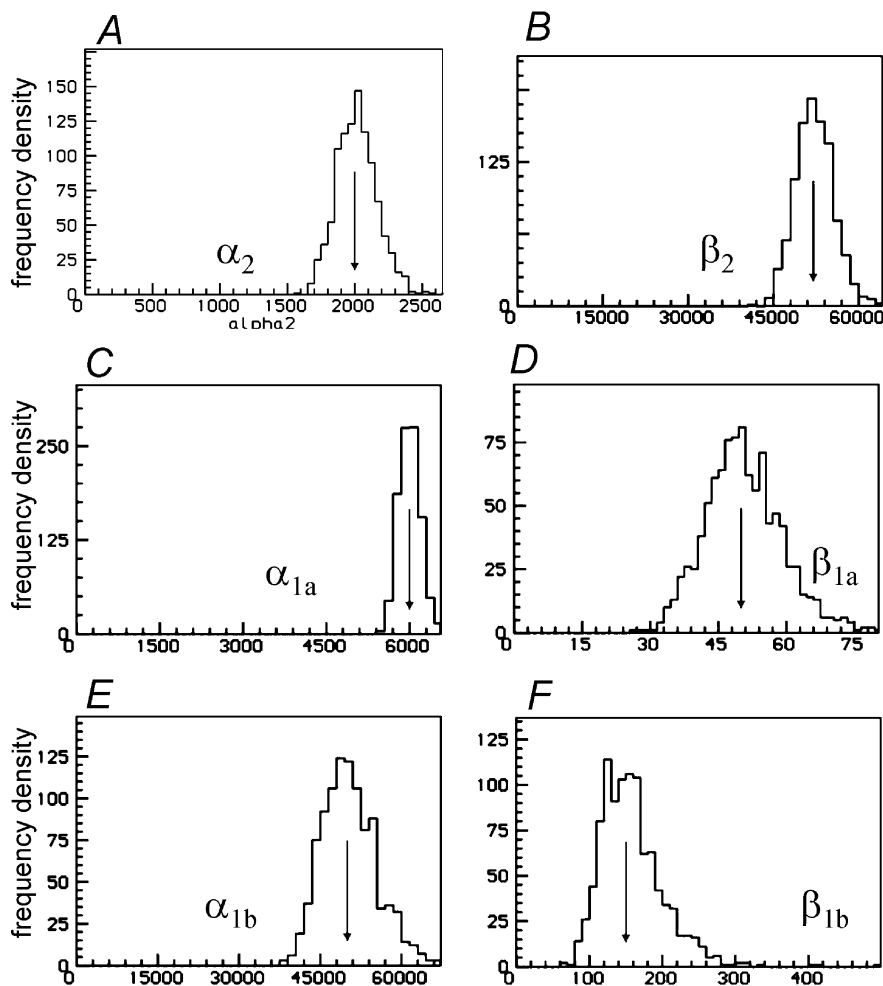 A
frequency density
150
125
100
75
50
25
0
α2
0 500 1000 1500 2000 2500
alpha2
B
125
0
β2
0 15000 30000 45000 60000
C
frequency density
250
125
0
α1a
0 1500 3000 4500 6000
D
75
50
25
0
β1a
0 15 30 45 60 75
E
frequency density
125
100
75
50
25
0
α1b
0 15000 30000 45000 60000
F
125
100
75
50
25
0
β1b
100 200 300 400